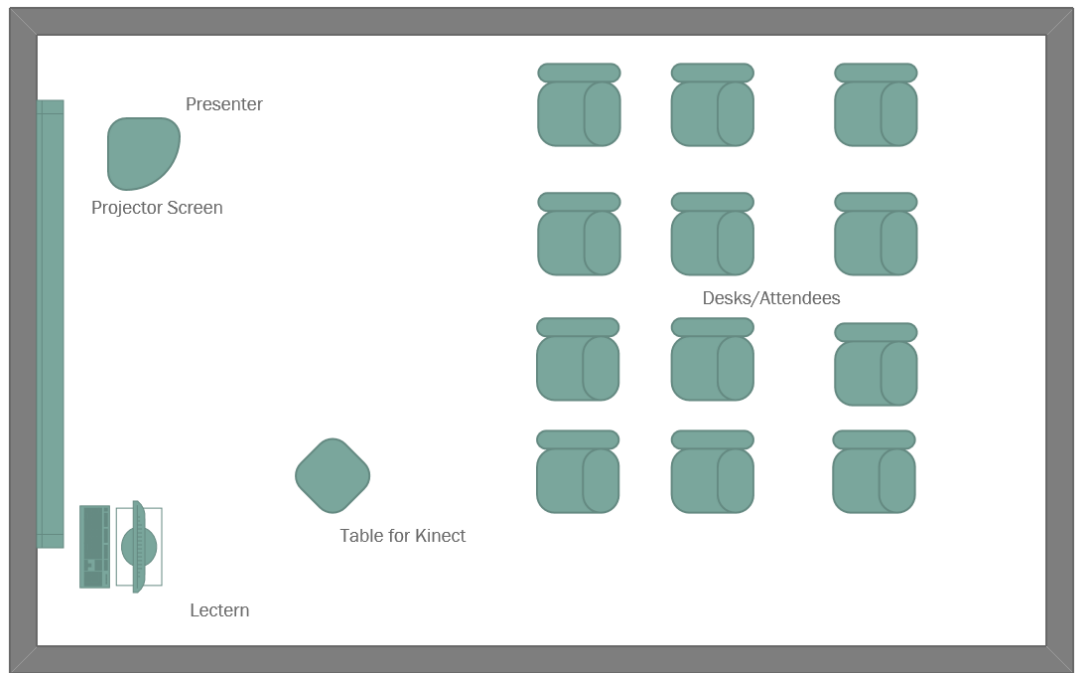 Presenter
Projector Screen
Desks/Attendees
Table for Kinect
Lectern